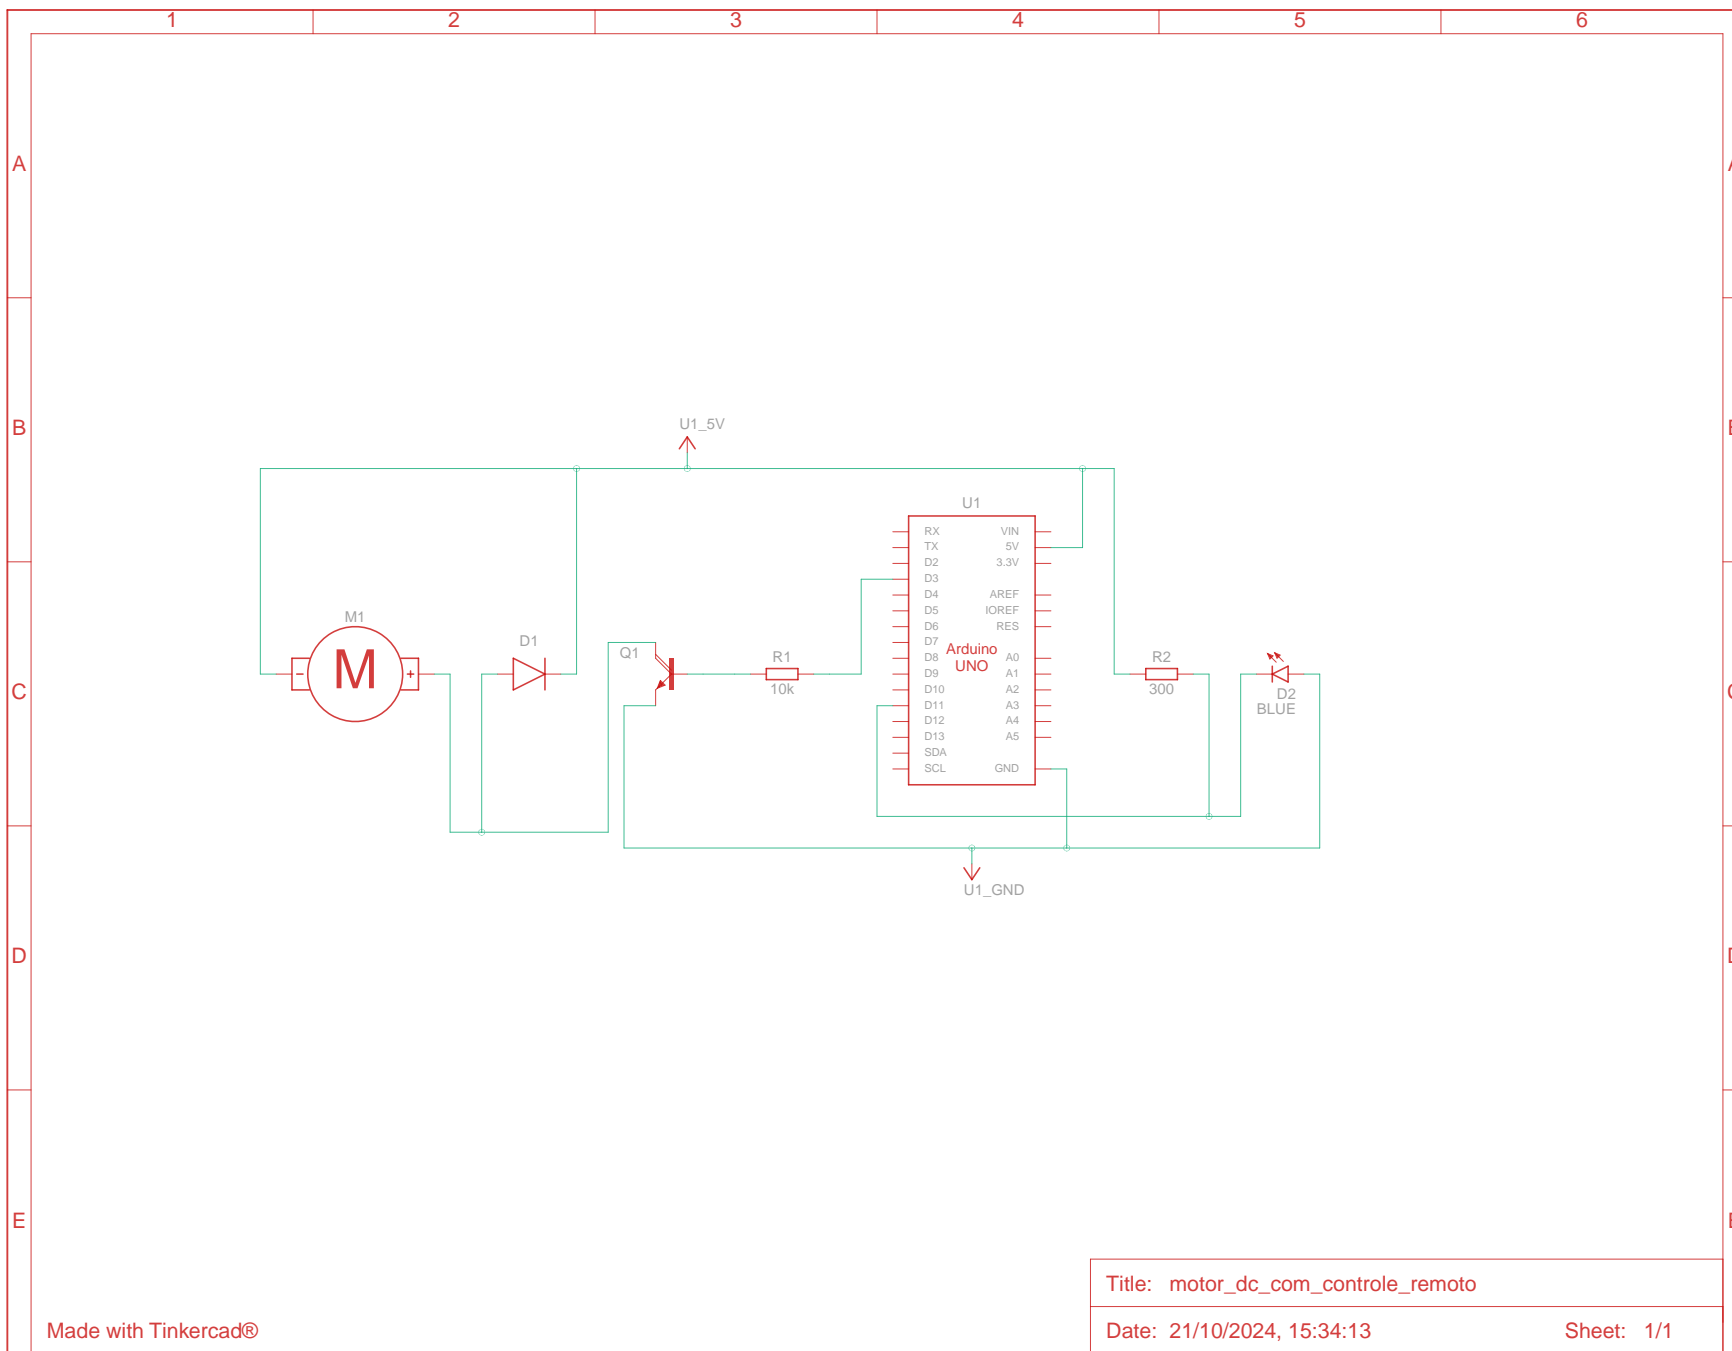 1 2 3 4 5 6
A
B
C
D
E
U1_5V
U1
RX VIN
TX 5V
D2 3.3V
D3
D4 AREF
D5 IOREF
D6 RES
D7
D8 A0
D9 A1
D10 A2
D11 A3
D12 A4
D13 A5
SDA
SCL GND
Arduino
UNO
M1
M
- +
D1
Q1
R1
10k
R2
300
D2
BLUE
U1_GND
Title: motor_dc_com_controle_remoto
Date: 21/10/2024, 15:34:13 Sheet: 1/1
Made with Tinkercad®